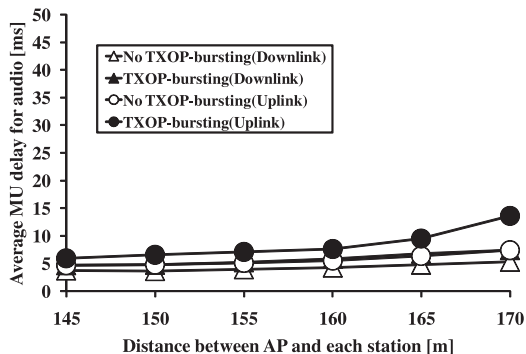 Average MU delay for audio [ms]
50
45
40
35
30
25
20
15
10
5
0
No TXOP-bursting(Downlink)
TXOP-bursting(Downlink)
No TXOP-bursting(Uplink)
TXOP-bursting(Uplink)
145 150 155 160 165 170
Distance between AP and each station [m]